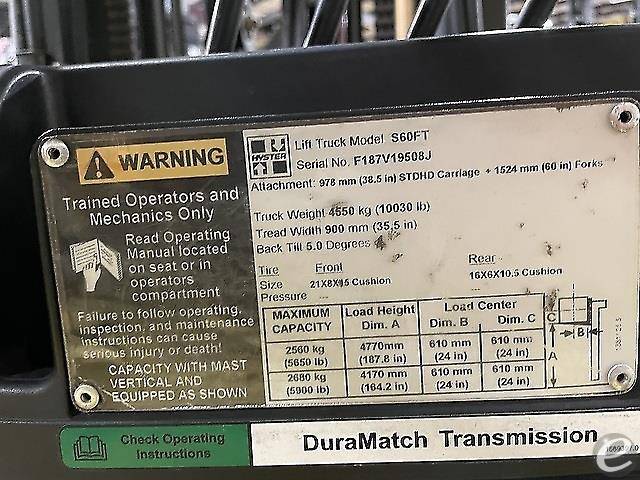 WARNING
Trained Operators and
Mechanics Only
Read Operating
Manual located
on seat or in
operators
compartment
Failure to follow operating,
inspection, and maintenance
instructions can cause
serious injury or death!
CAPACITY WITH MAST
VERTICAL AND
EQUIPPED AS SHOWN
HYSTER
Lift Truck Model S60FT
Serial No. F187V19508J
Attachment: 978 mm (38.5 in) STDHD Carriage + 1524 mm (60 in) Forks
Truck Weight 4550 kg (10030 lb)
Tread Width 900 mm (35.5 in)
Back Tilt 5.0 Degrees
Tire Front Rear
Size 21X8X15 Cushion 16X6X10.5 Cushion
Pressure
MAXIMUM CAPACITY Load Height Dim. A Load Center Dim. B Dim. C
2560 kg (5650 lb) 4770mm (187.8 in) 610 mm (24 in) 610 mm (24 in)
2680 kg (5900 lb) 4170 mm (164.2 in) 610 mm (24 in) 610 mm (24 in)
C
B
A
Check Operating
Instructions
DuraMatch Transmission
e